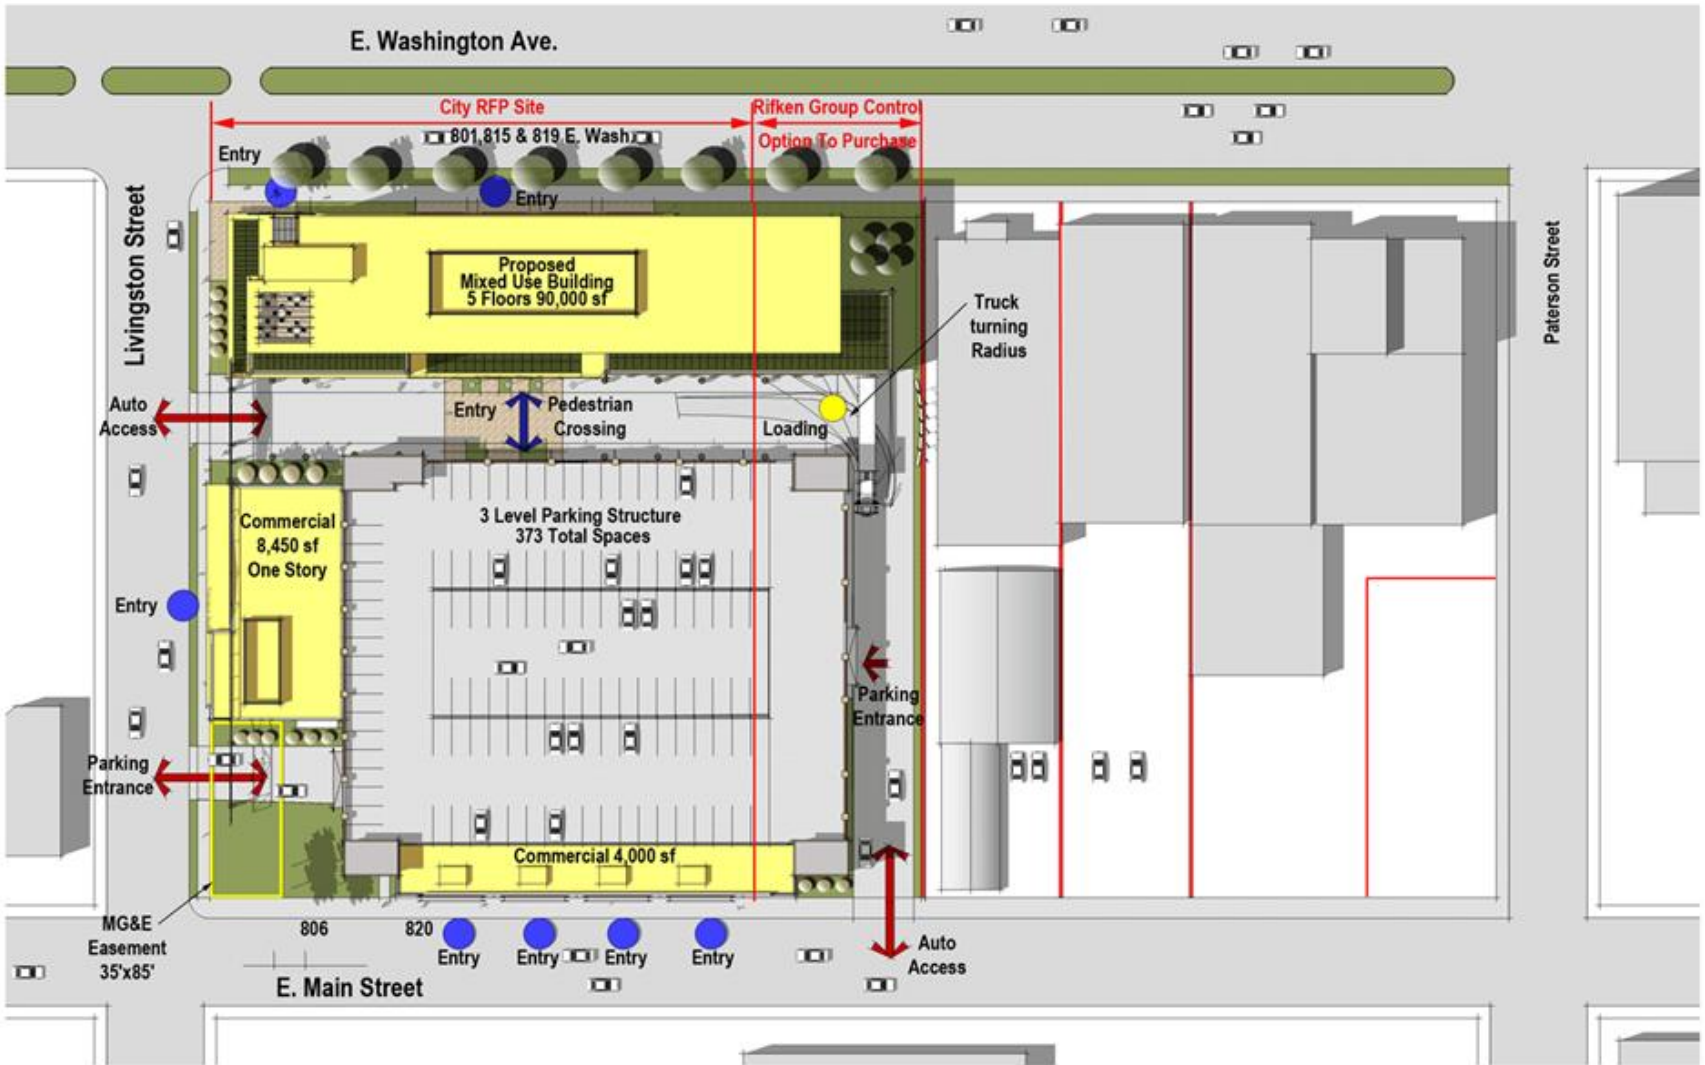 E. Washington Ave.
City RFP Site
Rifken Group Control
801,815 & 819 E. Wash.
Option To Purchase
Entry
Entry
Livingston Street
Paterson Street
Proposed
Mixed Use Building
5 Floors 90,000 sf
Truck
turning
Radius
Auto
Access
Entry
Pedestrian
Crossing
Loading
Commercial
8,450 sf
One Story
3 Level Parking Structure
373 Total Spaces
Entry
Parking
Entrance
Parking
Entrance
Commercial 4,000 sf
MG&E
Easement
35'x85'
806
820
Entry
Entry
Entry
Entry
Auto
Access
E. Main Street